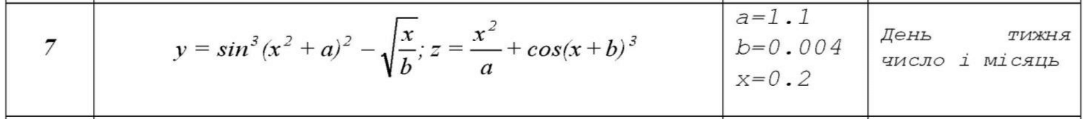 7
y = sin³(x² + a)² − √(x/b); z = x²/a + cos(x+b)³
a=1.1
b=0.004
x=0.2
День тижня
число і місяць